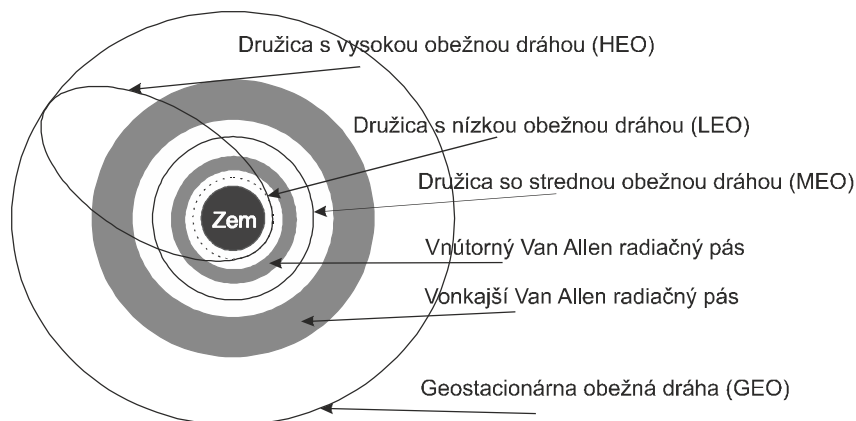 Družica s vysokou obežnou dráhou (HEO)
Družica s nízkou obežnou dráhou (LEO)
Družica so strednou obežnou dráhou (MEO)
Zem
Vnútorný Van Allen radiačný pás
Vonkajší Van Allen radiačný pás
Geostacionárna obežná dráha (GEO)